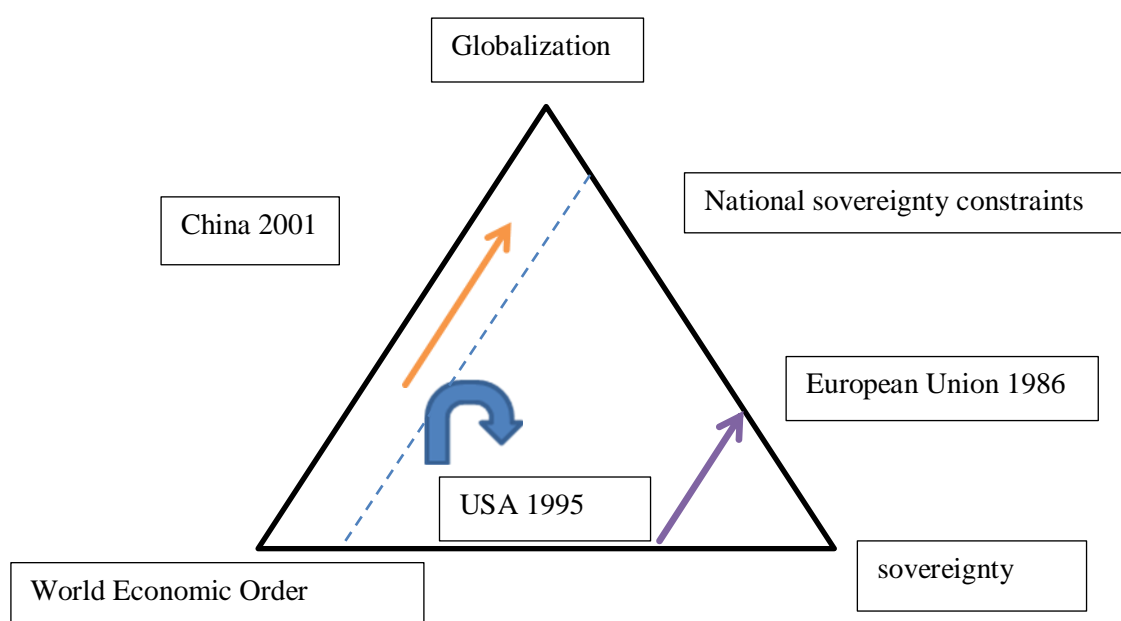 Globalization
National sovereignty constraints
China 2001
European Union 1986
USA 1995
sovereignty
World Economic Order